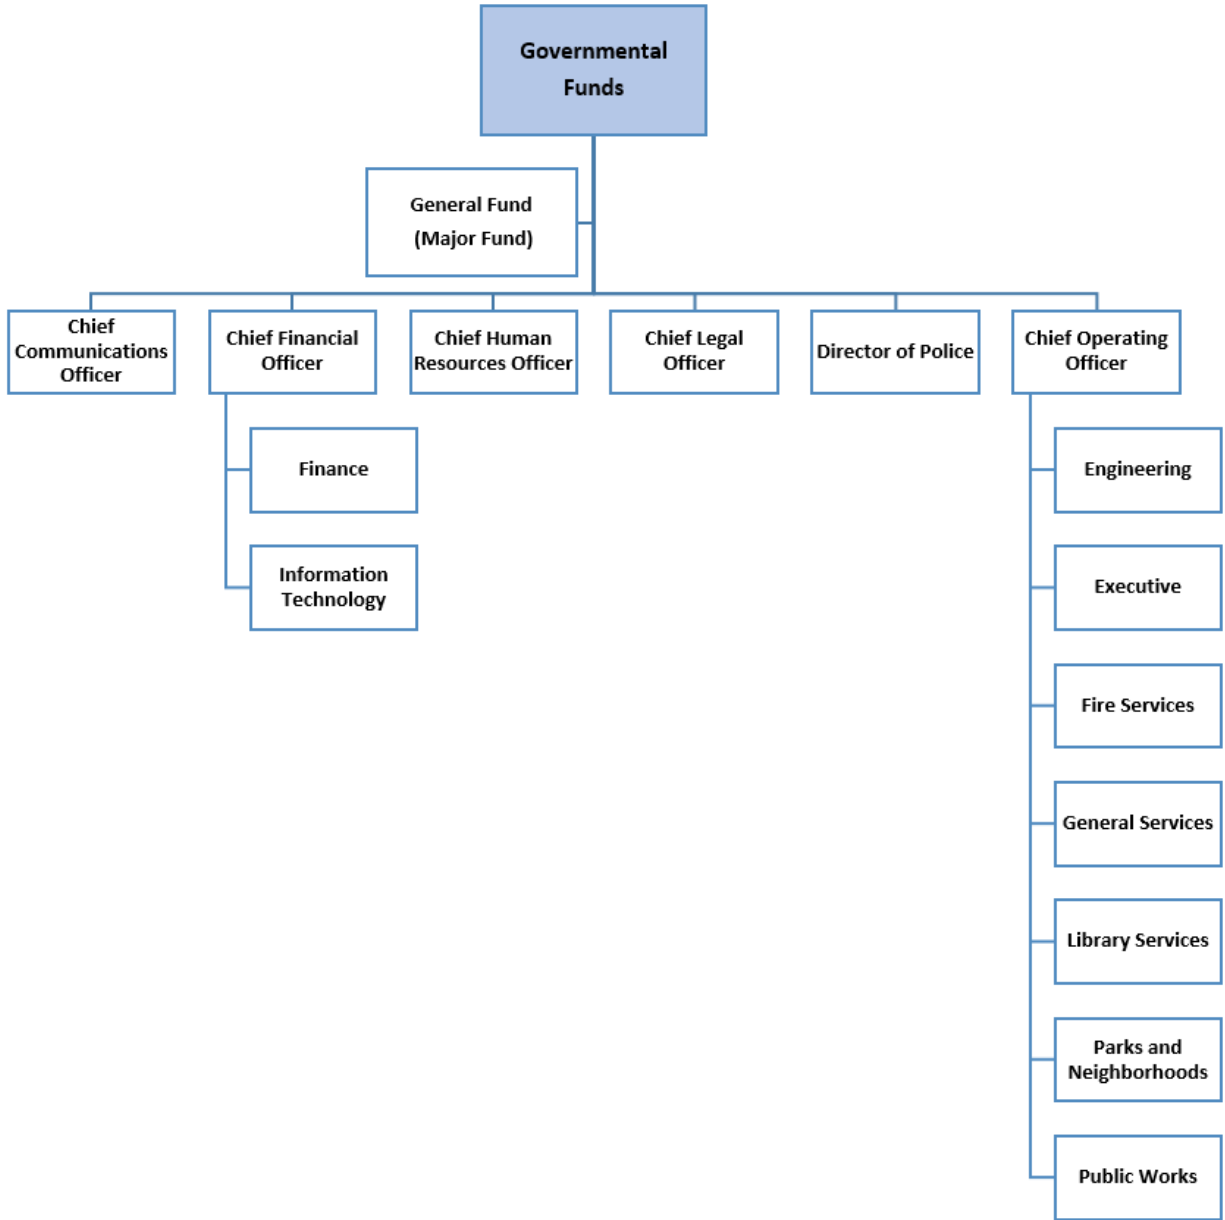 Governmental
Funds
General Fund
(Major Fund)
Chief
Communications
Officer
Chief Financial
Officer
Chief Human
Resources Officer
Chief Legal
Officer
Director of Police
Chief Operating
Officer
Finance
Information
Technology
Engineering
Executive
Fire Services
General Services
Library Services
Parks and
Neighborhoods
Public Works